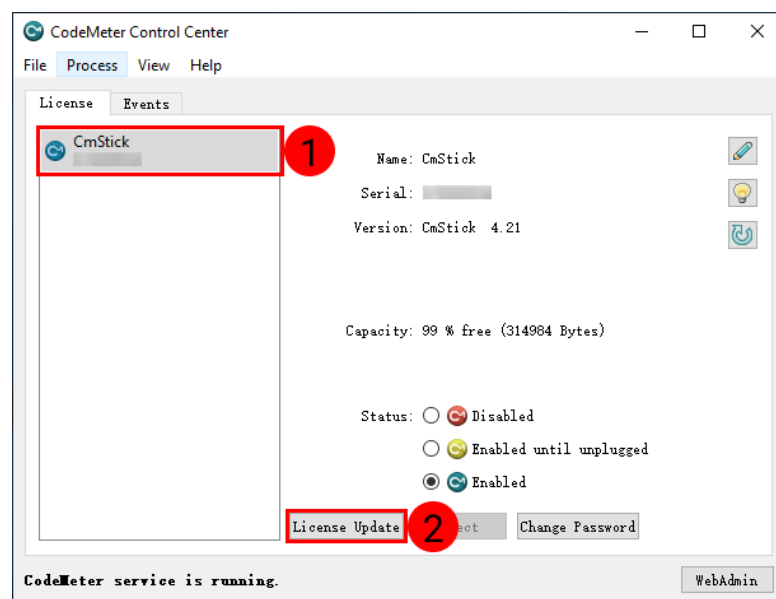 CodeMeter Control Center
File Process View Help
License Events
CmStick
1
Name: CmStick
Serial:
Version: CmStick 4.21
Capacity: 99 % free (314984 Bytes)
Status: Disabled
Enabled until unplugged
Enabled
License Update 2 Change Password
CodeMeter service is running.
WebAdmin